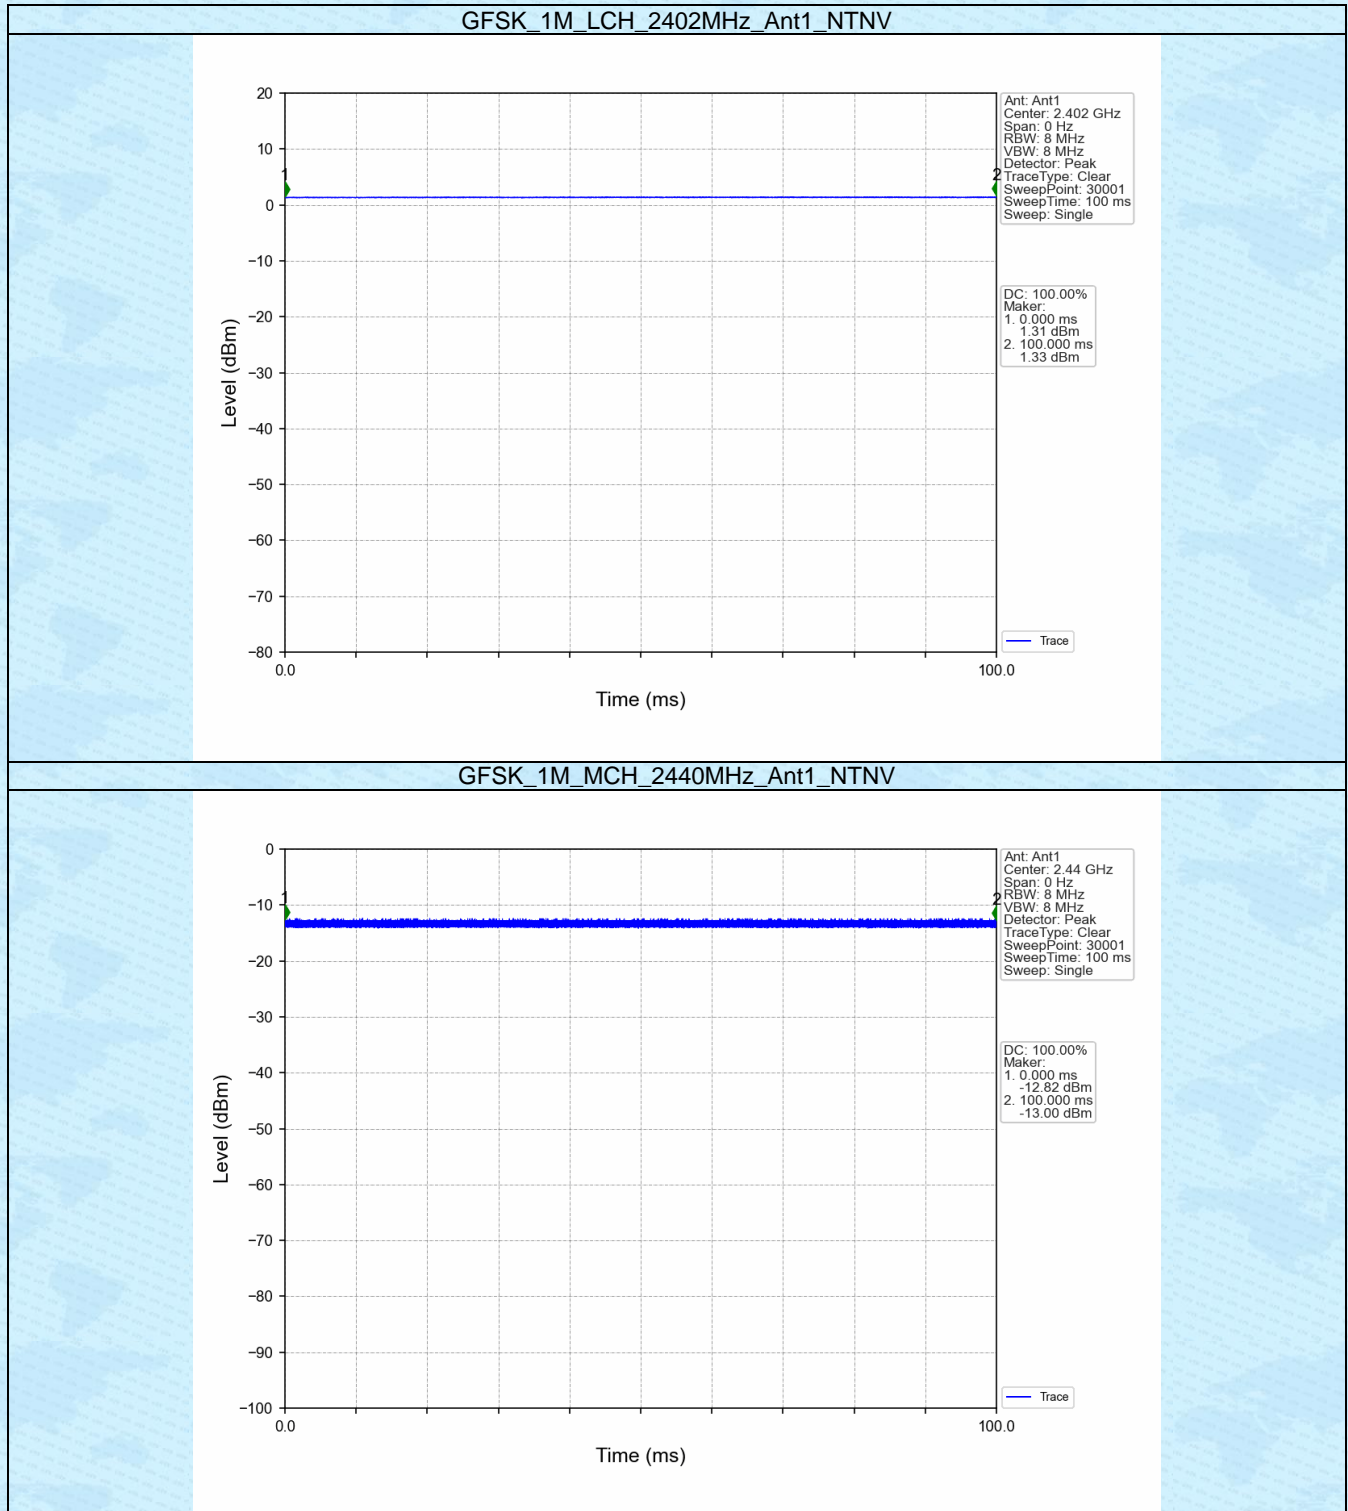 GFSK_1M_LCH_2402MHz_Ant1_NTNV
20
10
0
−10
−20
−30
−40
−50
−60
−70
−80
Level (dBm)
1
2
0.0
100.0
Time (ms)
Ant: Ant1
Center: 2.402 GHz
Span: 0 Hz
RBW: 8 MHz
VBW: 8 MHz
Detector: Peak
TraceType: Clear
SweepPoint: 30001
SweepTime: 100 ms
Sweep: Single
DC: 100.00%
Maker:
1. 0.000 ms
1.31 dBm
2. 100.000 ms
1.33 dBm
Trace
GFSK_1M_MCH_2440MHz_Ant1_NTNV
0
−10
−20
−30
−40
−50
−60
−70
−80
−90
−100
Level (dBm)
1
2
0.0
100.0
Time (ms)
Ant: Ant1
Center: 2.44 GHz
Span: 0 Hz
RBW: 8 MHz
VBW: 8 MHz
Detector: Peak
TraceType: Clear
SweepPoint: 30001
SweepTime: 100 ms
Sweep: Single
DC: 100.00%
Maker:
1. 0.000 ms
-12.82 dBm
2. 100.000 ms
-13.00 dBm
Trace